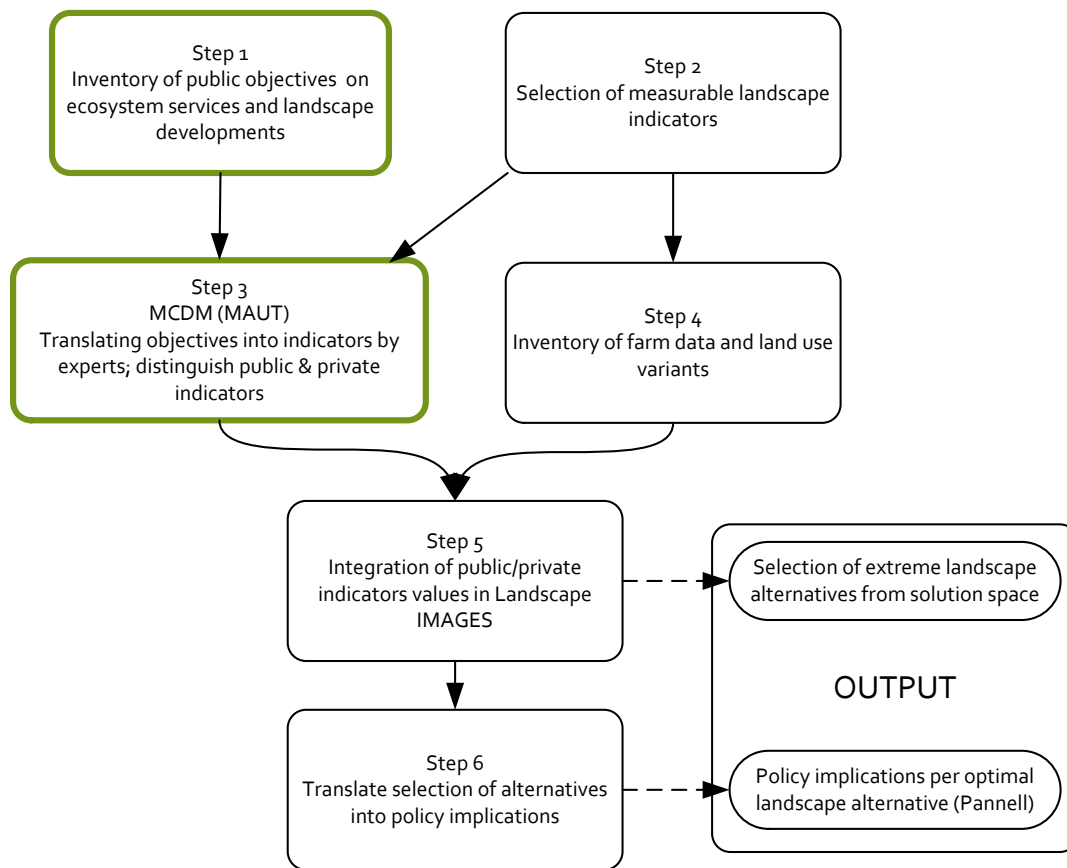 Step 1
Inventory of public objectives on
ecosystem services and landscape
developments
Step 2
Selection of measurable landscape
indicators
Step 3
MCDM (MAUT)
Translating objectives into indicators by
experts; distinguish public & private
indicators
Step 4
Inventory of farm data and land use
variants
Step 5
Integration of public/private
indicators values in Landscape
IMAGES
Selection of extreme landscape
alternatives from solution space
OUTPUT
Step 6
Translate selection of alternatives
into policy implications
Policy implications per optimal
landscape alternative (Pannell)